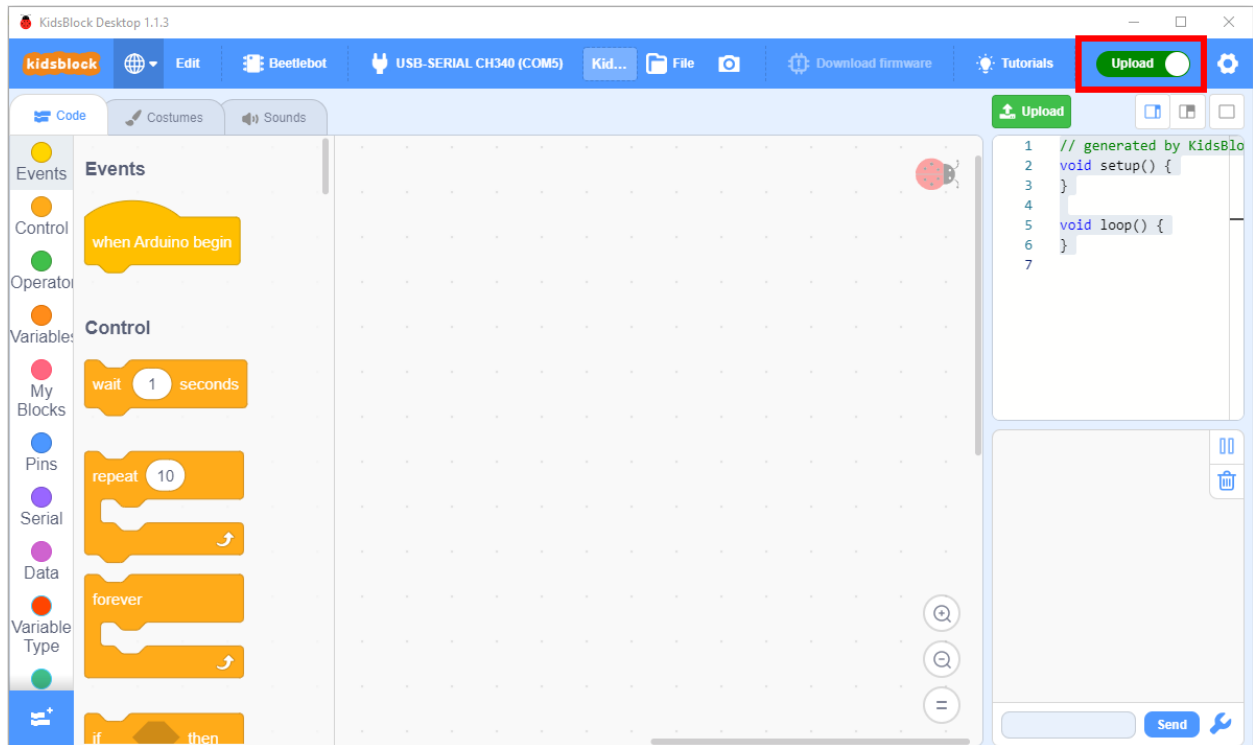 KidsBlock Desktop 1.1.3
kidsblock Edit Beetlebot USB-SERIAL CH340 (COM5) Kid... File Download firmware Tutorials Upload
Code Costumes Sounds
Upload
Events
Control
Operator
Variables
My
Blocks
Pins
Serial
Data
Variable
Type
Events
when Arduino begin
Control
wait 1 seconds
repeat 10
forever
if then
1 // generated by KidsBlo
2 void setup() {
3 }
4
5 void loop() {
6 }
7
Send